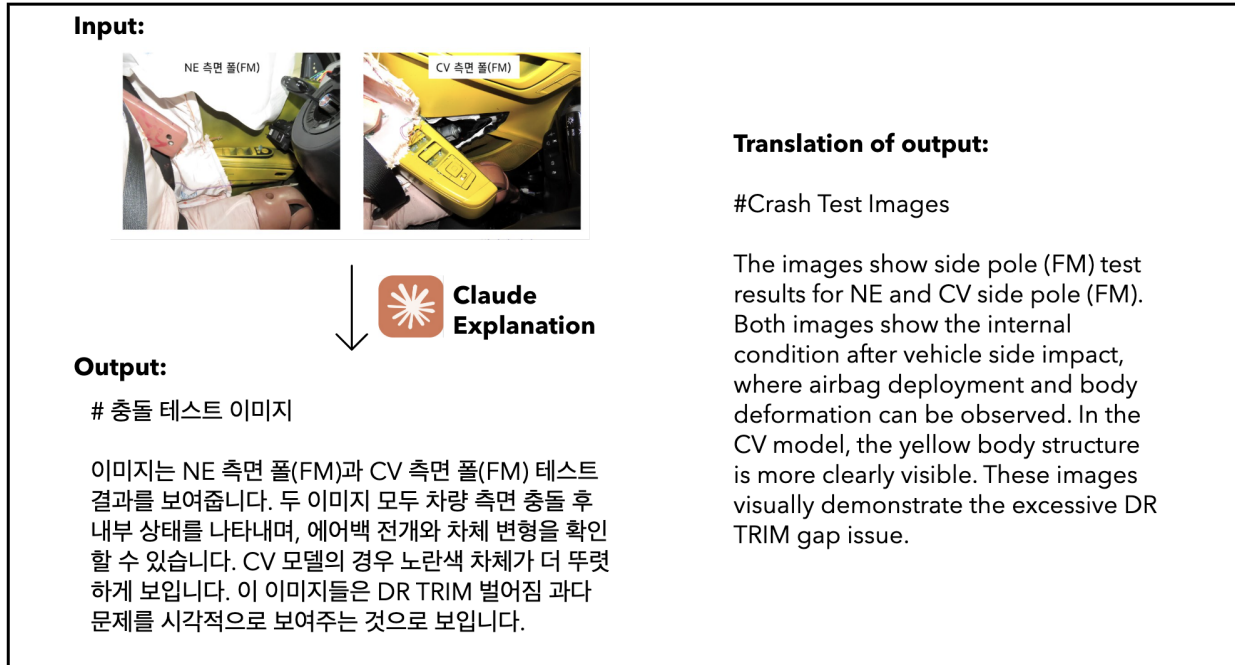 Input:
NE 측면 폴(FM)
CV 측면 폴(FM)
Claude
Explanation
Output:
# 충돌 테스트 이미지
이미지는 NE 측면 폴(FM)과 CV 측면 폴(FM) 테스트
결과를 보여줍니다. 두 이미지 모두 차량 측면 충돌 후
내부 상태를 나타내며, 에어백 전개와 차체 변형을 확인
할 수 있습니다. CV 모델의 경우 노란색 차체가 더 뚜렷
하게 보입니다. 이 이미지들은 DR TRIM 벌어짐 과다
문제를 시각적으로 보여주는 것으로 보입니다.
Translation of output:
#Crash Test Images
The images show side pole (FM) test
results for NE and CV side pole (FM).
Both images show the internal
condition after vehicle side impact,
where airbag deployment and body
deformation can be observed. In the
CV model, the yellow body structure
is more clearly visible. These images
visually demonstrate the excessive DR
TRIM gap issue.